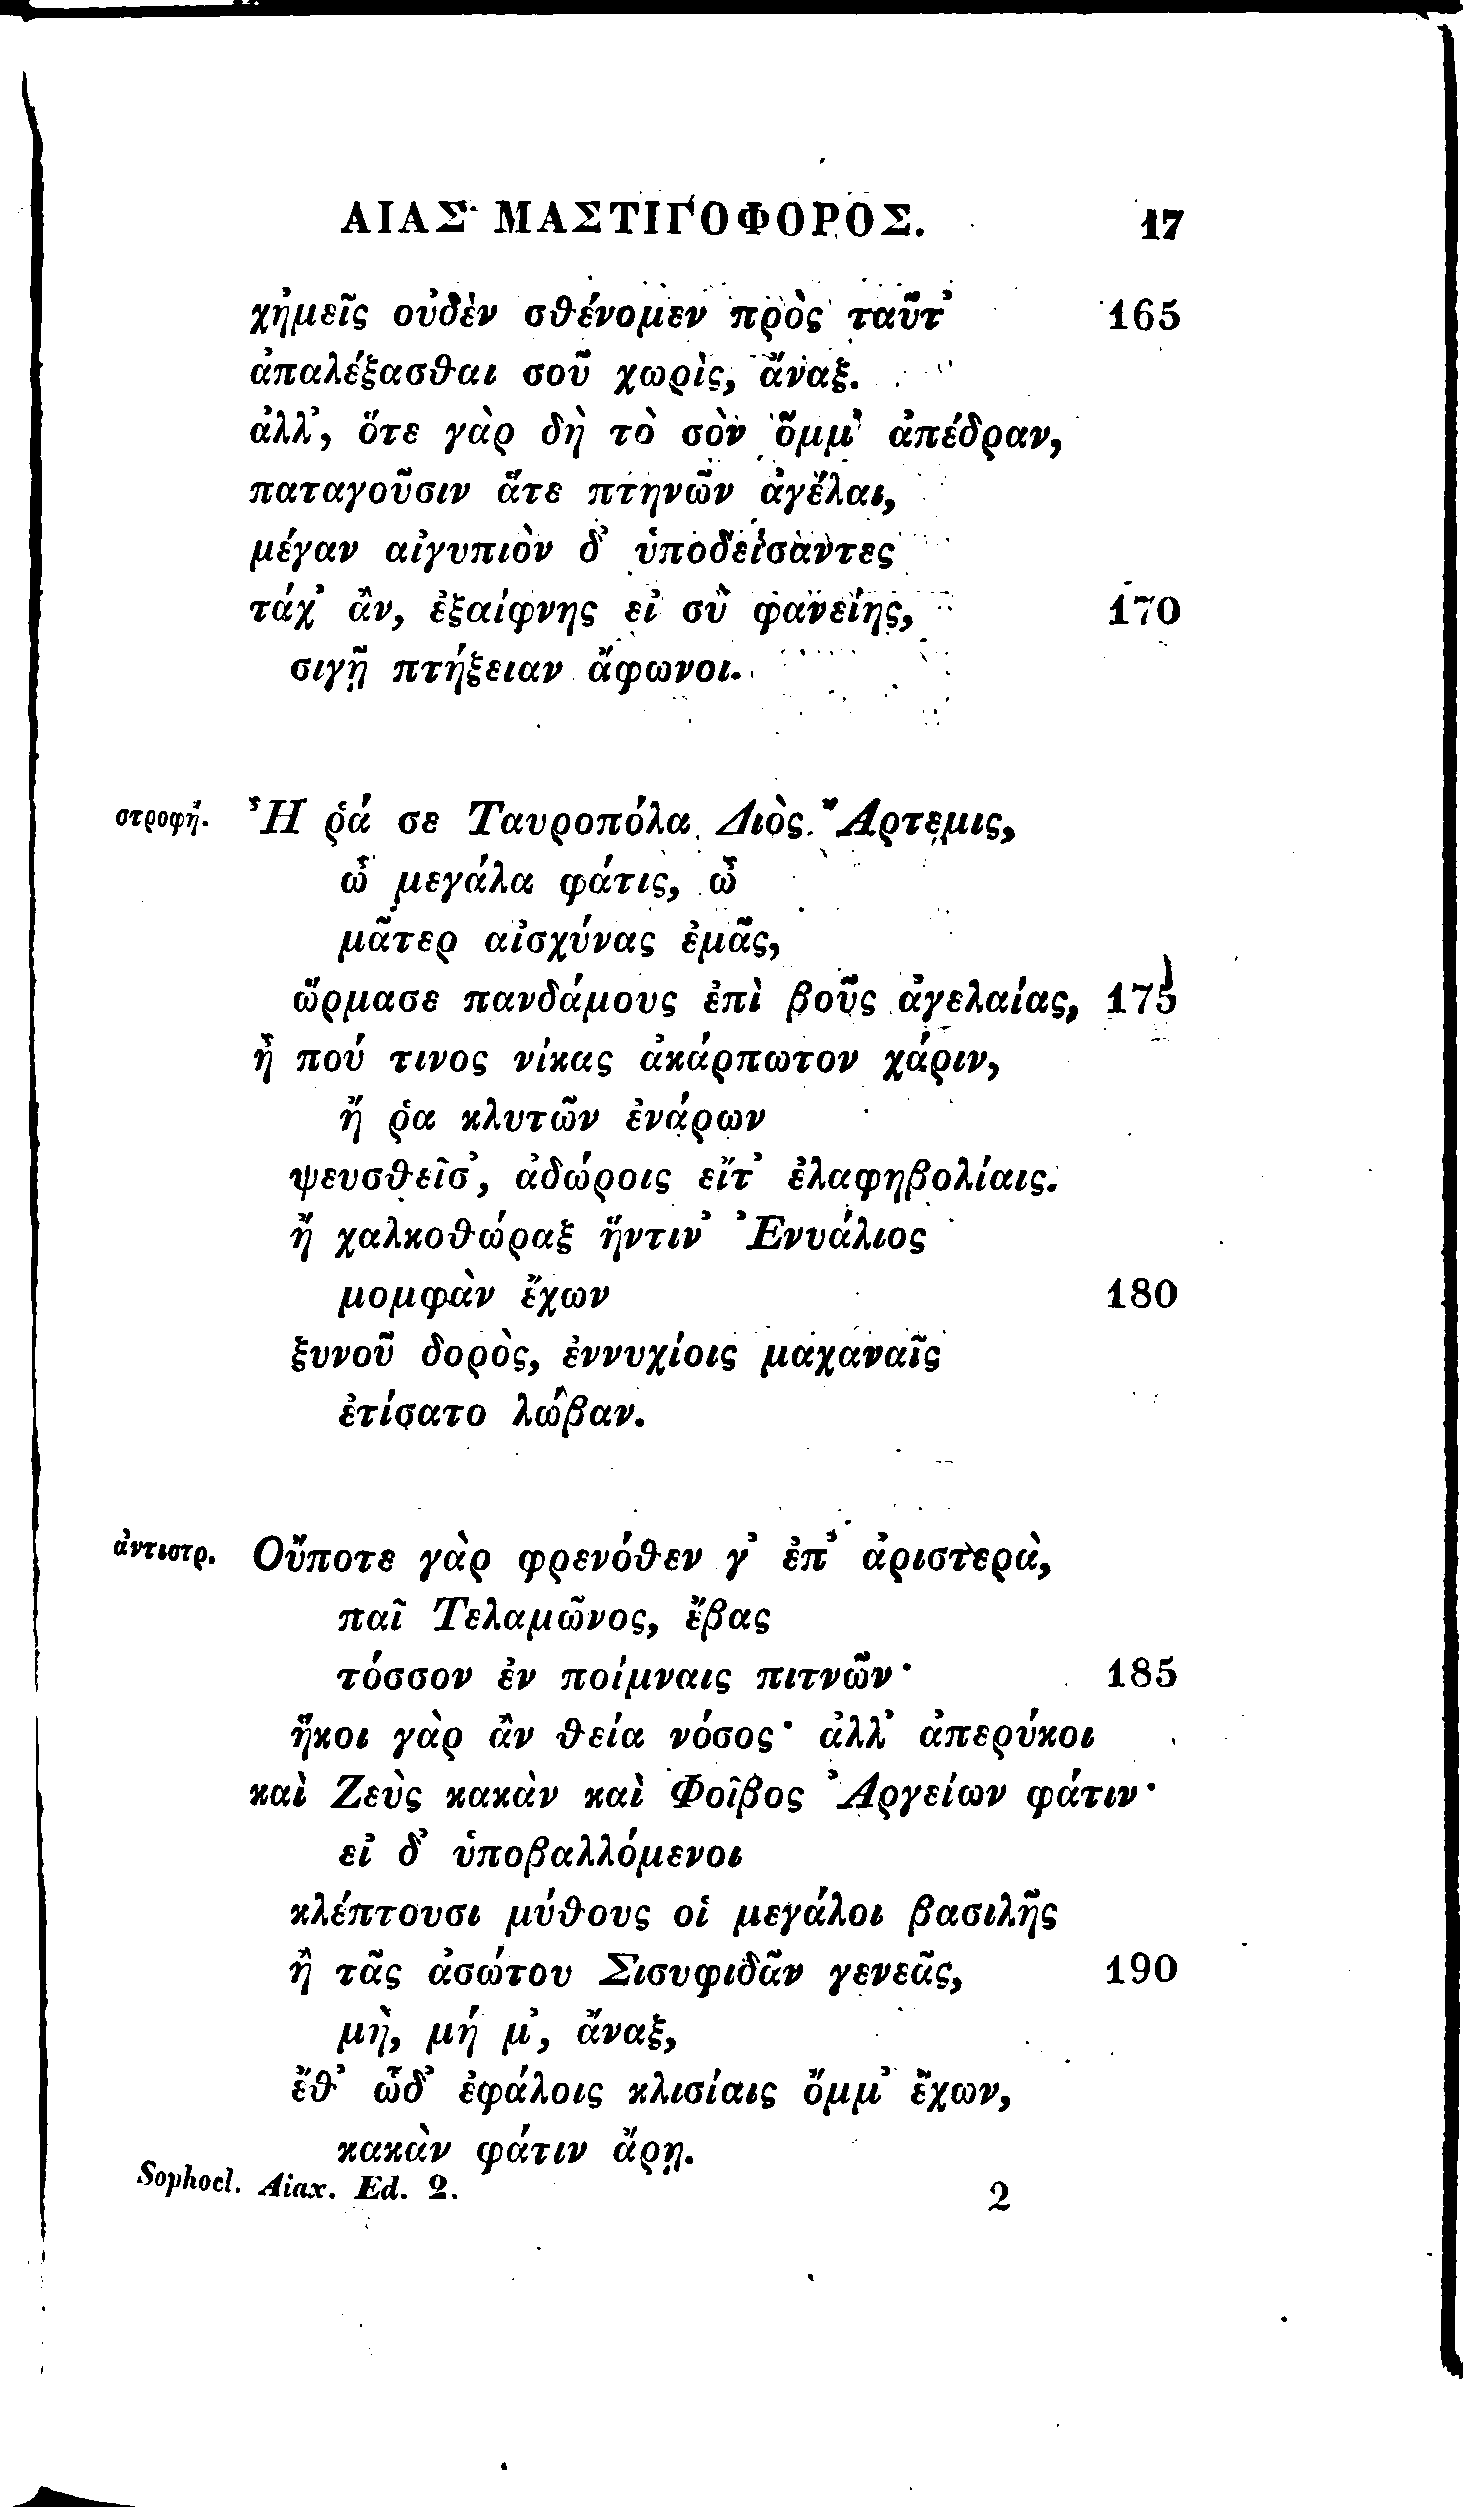 ΑΙΑΣ ΜΑΣΤΙΓΟΦΟΡΟΣ. 17
χἠμεῖς οὐδὲν σθένομεν πρὸς ταῦτ᾽ 165
ἀπαλέξασθαι σοῦ χωρὶς, ἄναξ.
ἀλλ᾽, ὅτε γὰρ δὴ τὸ σὸν ὄμμ᾽ ἀπέδραν,
παταγοῦσιν ἅτε πτηνῶν ἀγέλαι,
μέγαν αἰγυπιὸν δ᾽ ὑποδείσαντες
τάχ᾽ ἂν, ἐξαίφνης εἰ σὺ φανείης, 170
σιγῇ πτήξειαν ἄφωνοι.
στροφή. Ἦ ῥά σε Ταυροπόλα Διὸς Ἄρτεμις,
ὦ μεγάλα φάτις, ὦ
μᾶτερ αἰσχύνας ἐμᾶς,
ὥρμασε πανδάμους ἐπὶ βοῦς ἀγελαίας, 175
ἦ πού τινος νίκας ἀκάρπωτον χάριν,
ἤ ῥα κλυτῶν ἐνάρων
ψευσθεῖσ᾽, ἀδώροις εἴτ᾽ ἐλαφηβολίαις.
ἢ χαλκοθώραξ ἥντιν᾽ Ἐνυάλιος
μομφὰν ἔχων 180
ξυνοῦ δορὸς, ἐννυχίοις μαχαναῖς
ἐτίσατο λώβαν.
ἀντιστρ. Οὔποτε γὰρ φρενόθεν γ᾽ ἐπ᾽ ἀριστερὰ,
παῖ Τελαμῶνος, ἔβας
τόσσον ἐν ποίμναις πιτνῶν· 185
ἥκοι γὰρ ἂν θεία νόσος· ἀλλ᾽ ἀπερύκοι
καὶ Ζεὺς κακὰν καὶ Φοῖβος Ἀργείων φάτιν·
εἰ δ᾽ ὑποβαλλόμενοι
κλέπτουσι μύθους οἱ μεγάλοι βασιλῆς
ἢ τᾶς ἀσώτου Σισυφιδᾶν γενεᾶς, 190
μὴ, μή μ᾽, ἄναξ,
ἔθ᾽ ὧδ᾽ ἐφάλοις κλισίαις ὄμμ᾽ ἔχων,
κακὰν φάτιν ἄρῃ.
Sophocl. Aiax. Ed. 2. 2